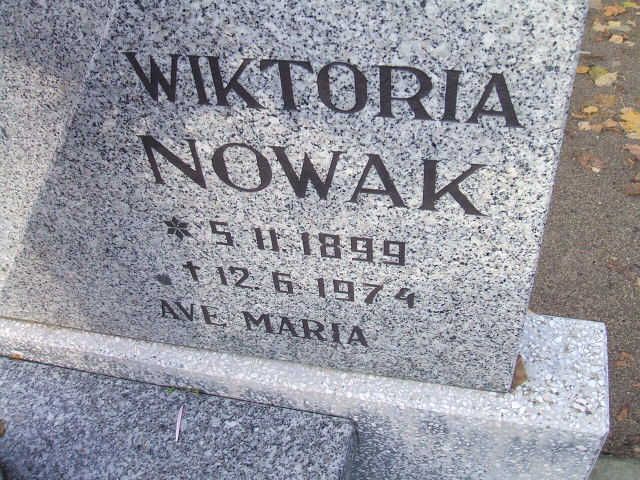 WIKTORIA
NOWAK
* 5 11 1899
† 12 6 1974
AVE MARIA